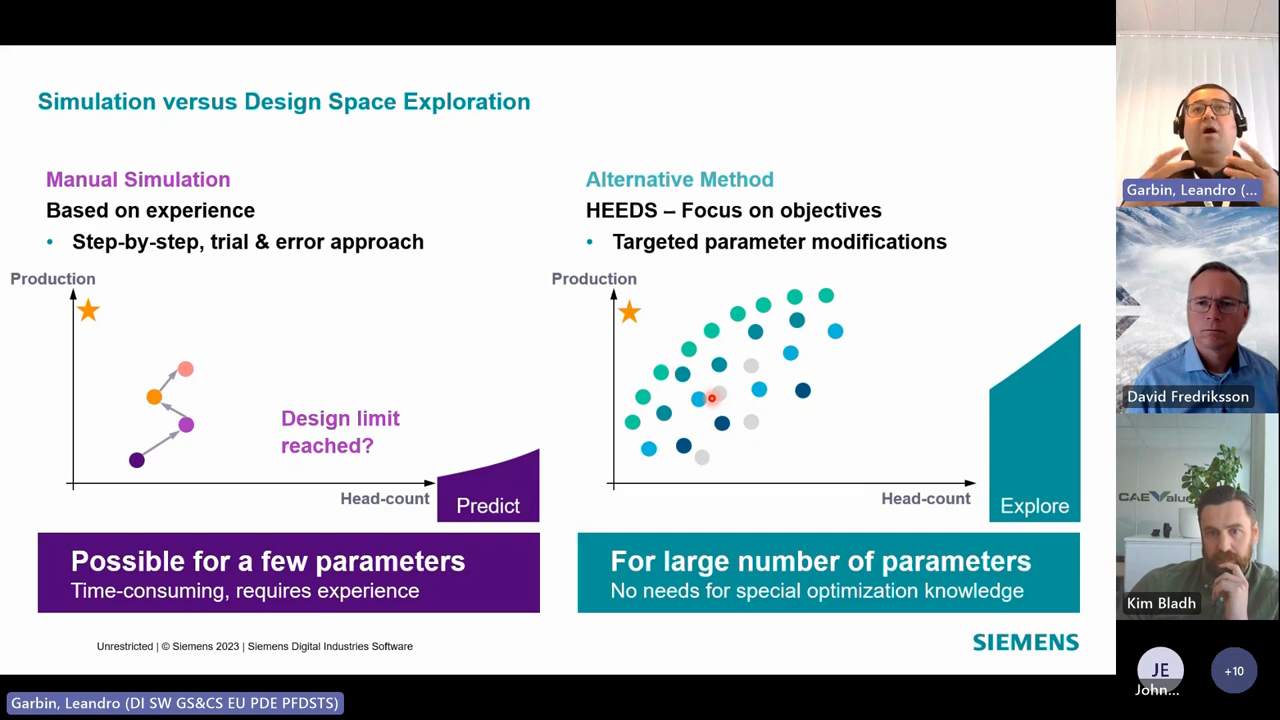 Simulation versus Design Space Exploration
Manual Simulation
Based on experience
• Step-by-step, trial & error approach
Production
Design limit
reached?
Head-count
Predict
Possible for a few parameters
Time-consuming, requires experience
Alternative Method
HEEDS – Focus on objectives
• Targeted parameter modifications
Production
Head-count
Explore
For large number of parameters
No needs for special optimization knowledge
Unrestricted | © Siemens 2023 | Siemens Digital Industries Software
SIEMENS
Garbin, Leandro (DI SW GS&CS EU PDE PFDSTS)
Garbin, Leandro (...
David Fredriksson
CAEValue
Kim Bladh
JE
John...
+10